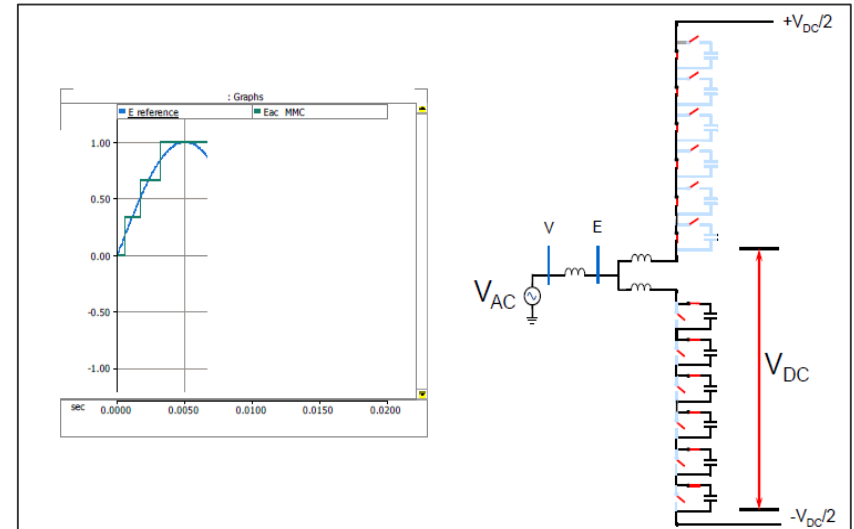 : Graphs
E reference
Eac MMC
1.00
0.50
0.00
-0.50
-1.00
sec 0.0000 0.0050 0.0100 0.0150 0.0200
+VDC/2
V
E
VAC
VDC
-VDC/2